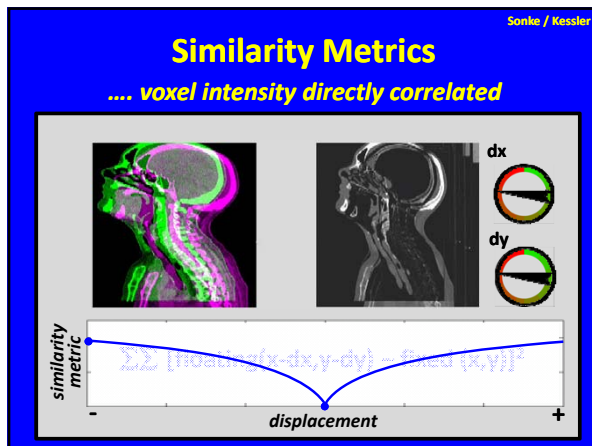 Sonke / Kessler
Similarity Metrics
.... voxel intensity directly correlated
dx
dy
similarity
metric
ΣΣ [floating(x-dx,y-dy) – fixed (x,y)]²
- displacement +